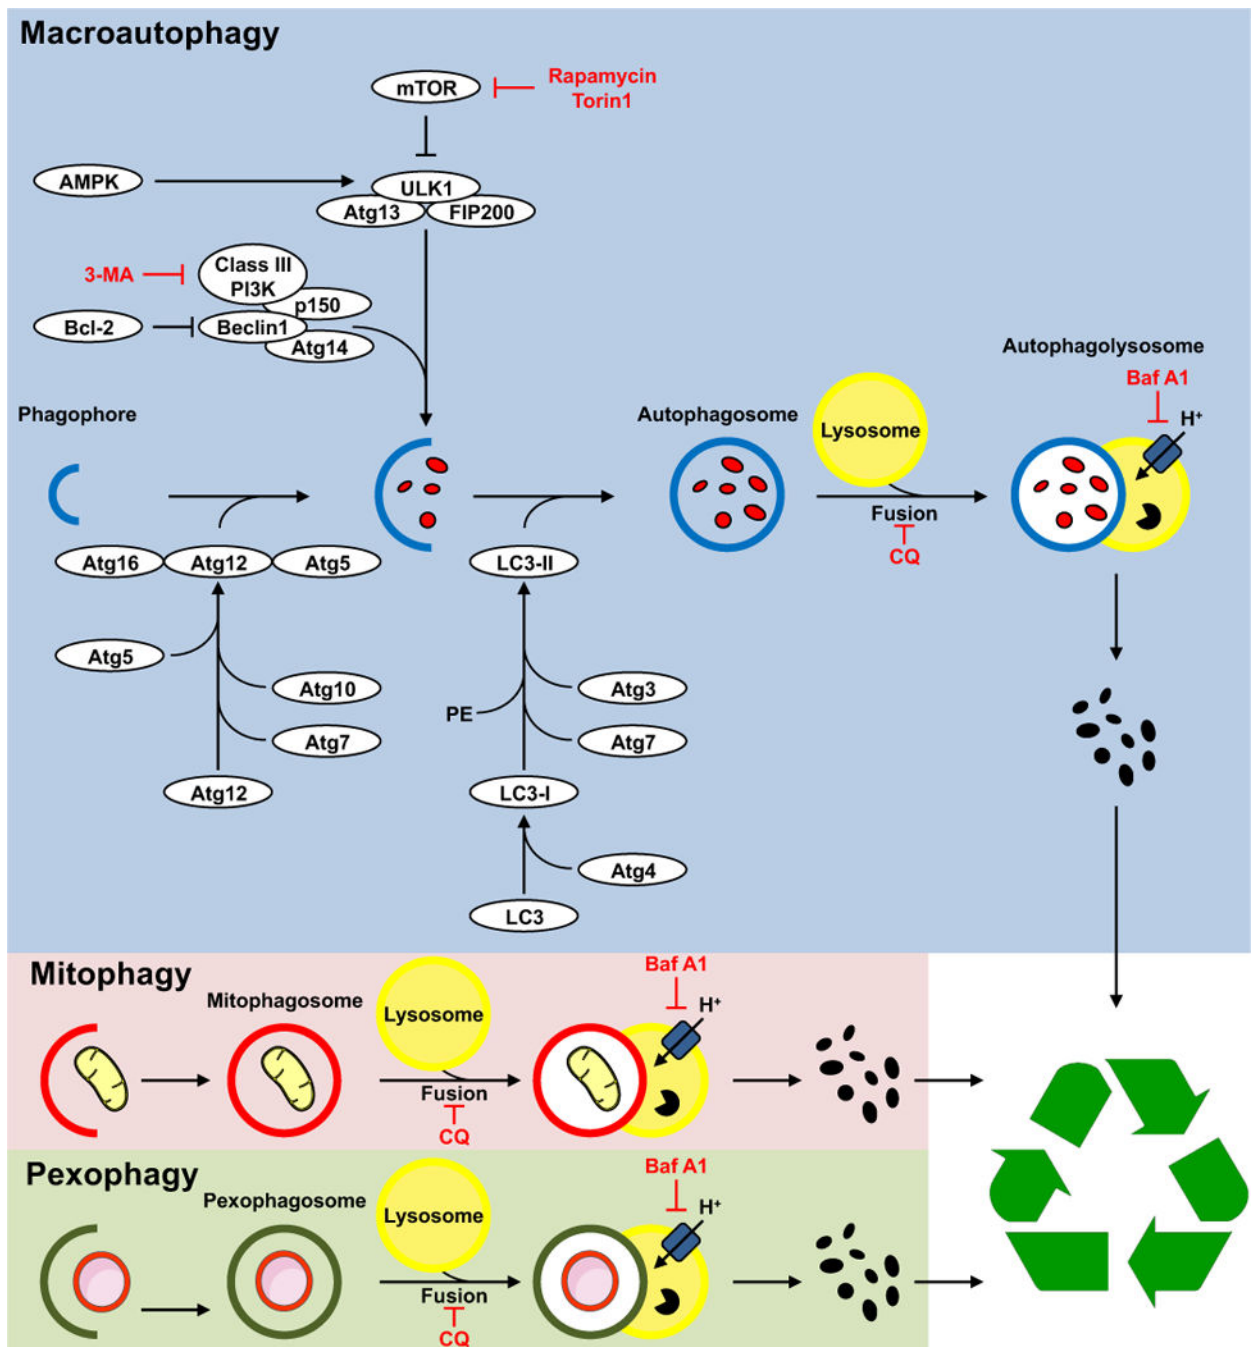 Macroautophagy
mTOR
Rapamycin
Torin1
AMPK
ULK1
Atg13
FIP200
3-MA
Class III
PI3K
p150
Bcl-2
Beclin1
Atg14
Phagophore
Autophagosome
Lysosome
Fusion
CQ
Autophagolysosome
Baf A1
H⁺
Atg16
Atg12
Atg5
Atg5
Atg10
Atg7
Atg12
LC3-II
Atg3
PE
Atg7
LC3-I
Atg4
LC3
Mitophagy
Mitophagosome
Lysosome
Fusion
CQ
Baf A1
H⁺
Pexophagy
Pexophagosome
Lysosome
Fusion
CQ
Baf A1
H⁺